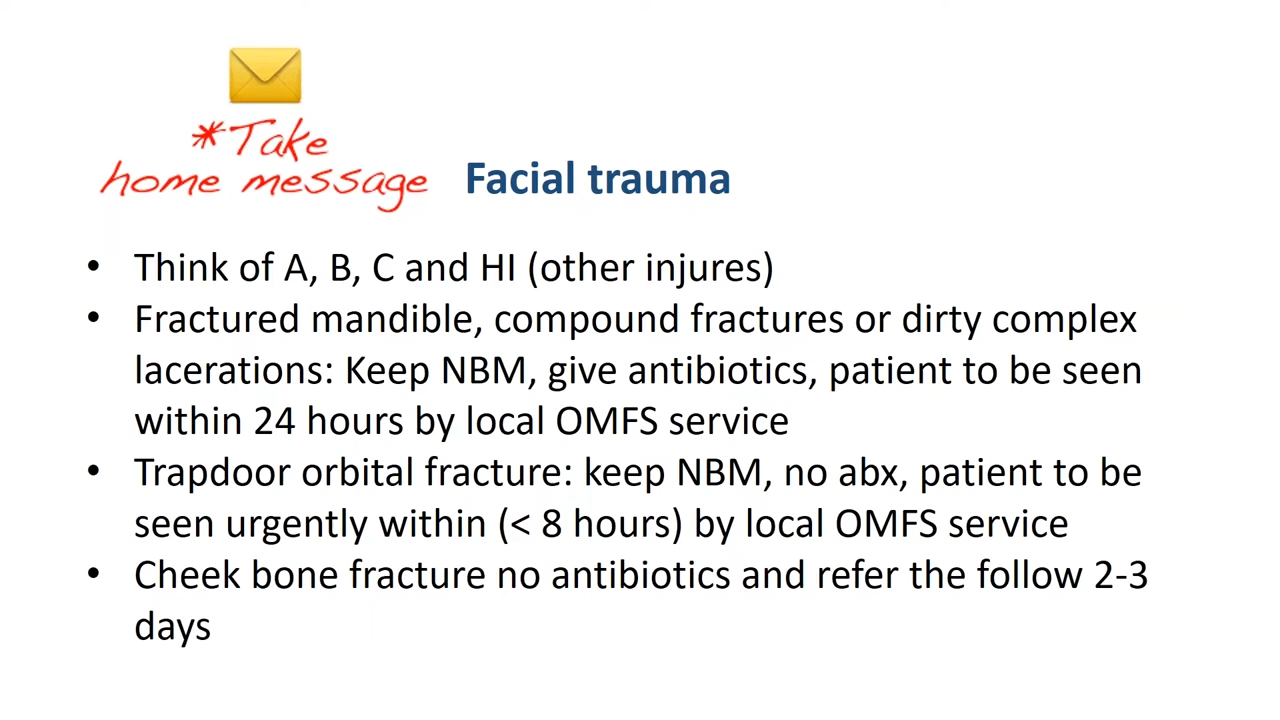 *Take
home message
Facial trauma
• Think of A, B, C and HI (other injures)
• Fractured mandible, compound fractures or dirty complex
lacerations: Keep NBM, give antibiotics, patient to be seen
within 24 hours by local OMFS service
• Trapdoor orbital fracture: keep NBM, no abx, patient to be
seen urgently within (< 8 hours) by local OMFS service
• Cheek bone fracture no antibiotics and refer the follow 2-3
days